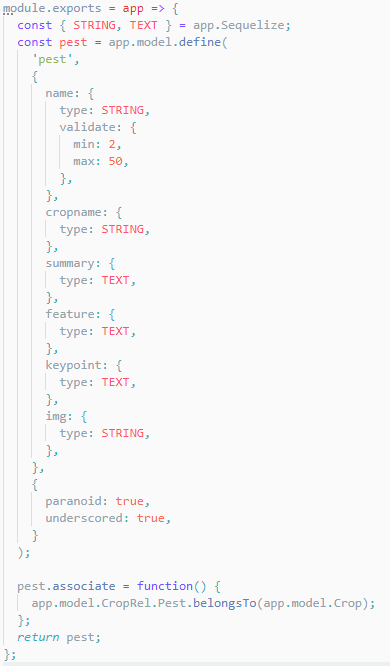 module.exports = app => {
  const { STRING, TEXT } = app.Sequelize;
  const pest = app.model.define(
    'pest',
    {
      name: {
        type: STRING,
        validate: {
          min: 2,
          max: 50,
        },
      },
      cropname: {
        type: STRING,
      },
      summary: {
        type: TEXT,
      },
      feature: {
        type: TEXT,
      },
      keypoint: {
        type: TEXT,
      },
      img: {
        type: STRING,
      },
    },
    {
      paranoid: true,
      underscored: true,
    }
  );

  pest.associate = function() {
    app.model.CropRel.Pest.belongsTo(app.model.Crop);
  };
  return pest;
};